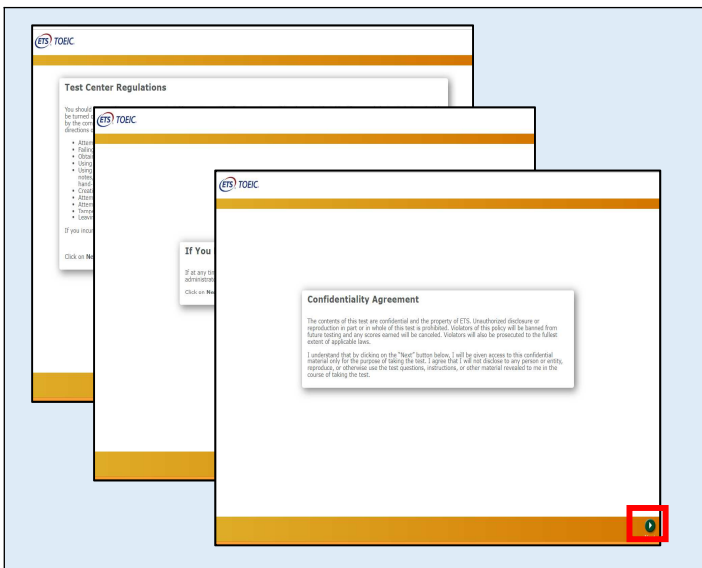 ETS TOEIC
Test Center Regulations
You should
be turned
by the com
directions
• Attem
• Failing
• Obtain
• Using
• Using
notes,
hand-
• Creati
• Attem
• Attem
• Tempe
• Leavin
If you incur
Click on Ne
ETS TOEIC
If You
If at any tim
administrat
Click on Ne
ETS TOEIC
Confidentiality Agreement
The contents of this test are confidential and the property of ETS. Unauthorized disclosure or
reproduction in part or in whole of this test is prohibited. Violators of this policy will be banned from
future testing and any scores earned will be canceled. Violators will also be prosecuted to the fullest
extent of applicable laws.
I understand that by clicking on the "Next" button below, I will be given access to this confidential
material only for the purpose of taking the test. I agree that I will not disclose to any person or entity,
reproduce, or otherwise use the test questions, instructions, or other material revealed to me in the
course of taking the test.